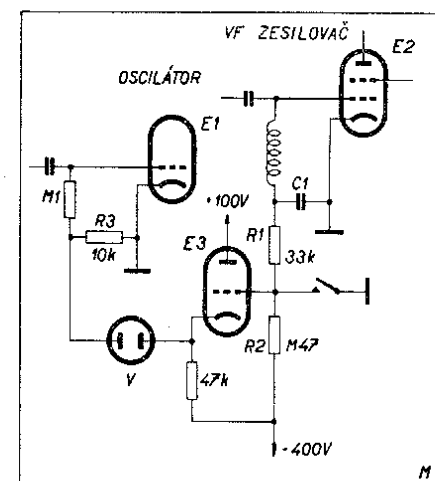 VF ZESILOVAČ
E2
OSCILÁTOR
E1
M1
C1
R3
10k
+100V
E3
R1
33k
V
47k
R2
M47
-400V
M